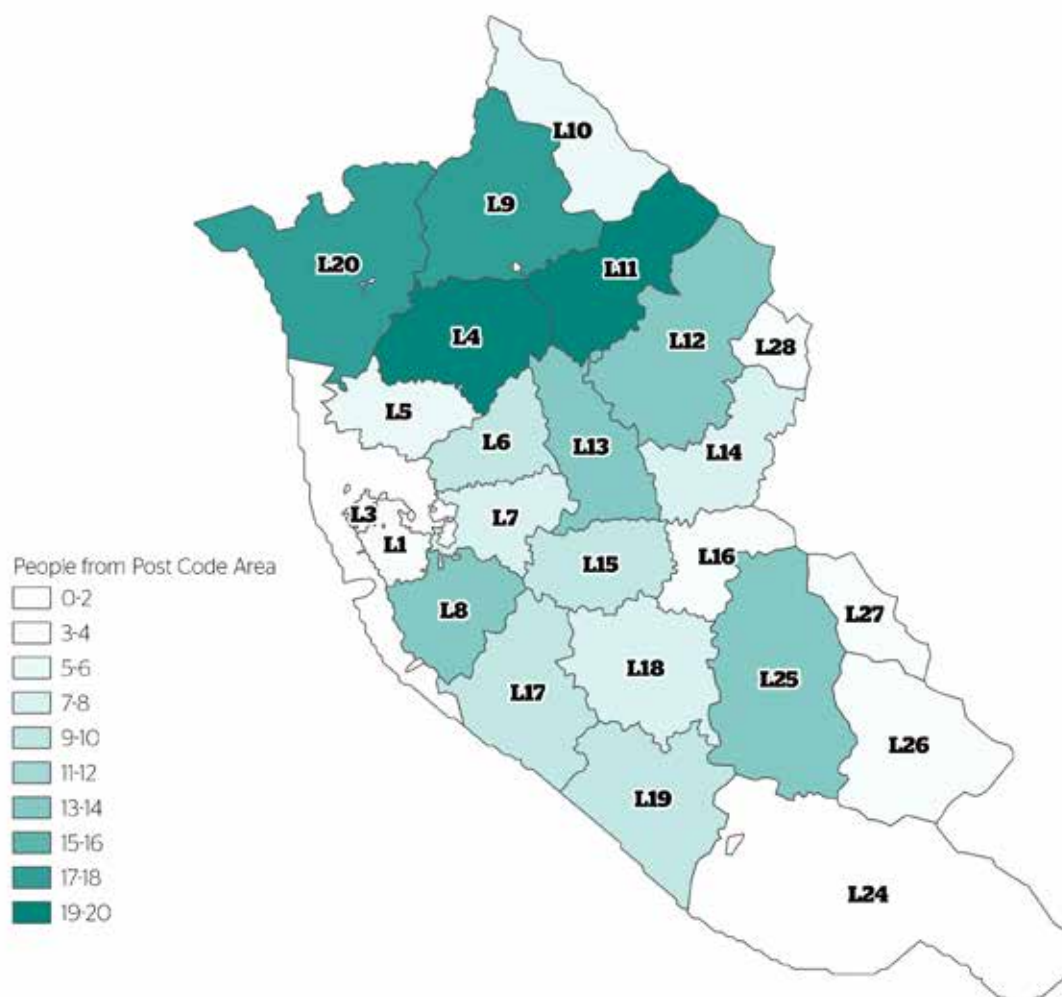 L10
L9
L20
L11
L4
L12
L28
L5
L6
L13
L14
L7
L3
L1
L16
L15
L8
L27
L18
L25
L17
L26
L19
L24
People from Post Code Area
0-2
3-4
5-6
7-8
9-10
11-12
13-14
15-16
17-18
19-20